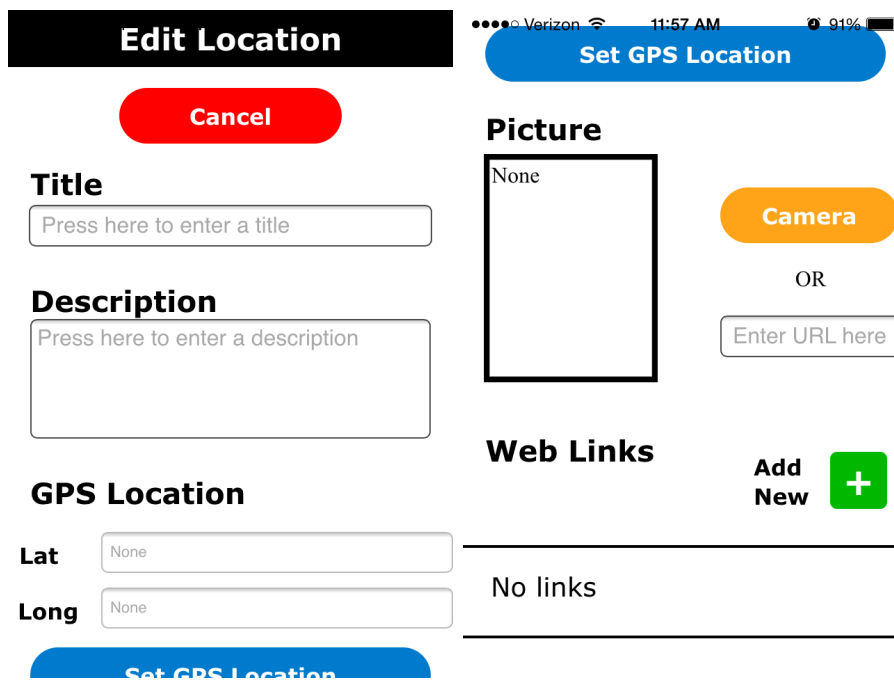 Edit Location
Cancel
Title
Press here to enter a title
Description
Press here to enter a description
GPS Location
Lat
None
Long
None
Set GPS Location
Verizon 11:57 AM 91%
Set GPS Location
Picture
None
Camera
OR
Enter URL here
Web Links
Add
New
+
No links